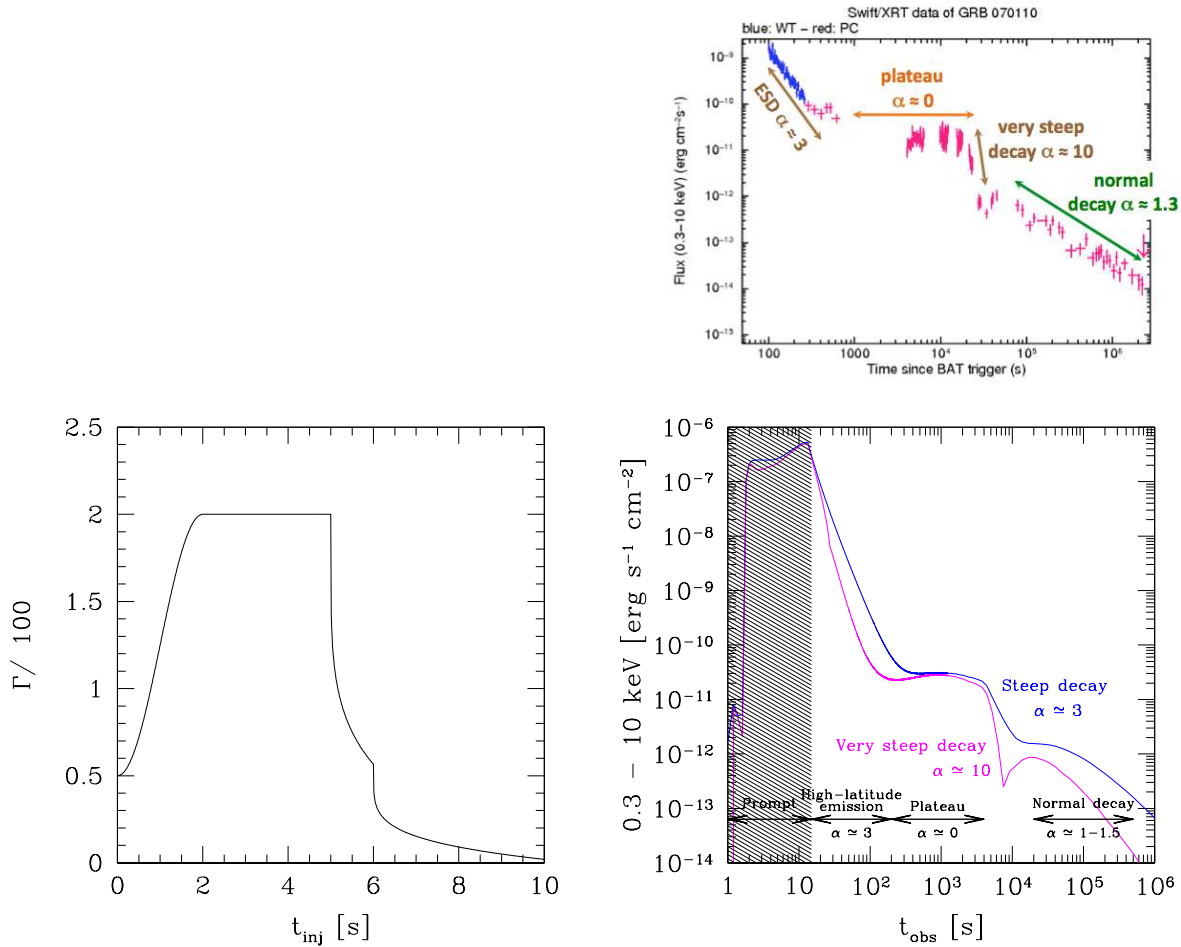 Swift/XRT data of GRB 070110
blue: WT − red: PC
Flux (0.3−10 keV) (erg cm⁻²s⁻¹)
10⁻⁹
10⁻¹⁰
10⁻¹¹
10⁻¹²
10⁻¹³
10⁻¹⁴
10⁻¹⁵
ESD α ≈ 3
plateau
α ≈ 0
very steep
decay α ≈ 10
normal
decay α ≈ 1.3
100 1000 10⁴ 10⁵ 10⁶
Time since BAT trigger (s)
Γ/ 100
2.5
2
1.5
1
0.5
0
0 2 4 6 8 10
t_inj [s]
0.3 − 10 keV [erg s⁻¹ cm⁻²]
10⁻⁶
10⁻⁷
10⁻⁸
10⁻⁹
10⁻¹⁰
10⁻¹¹
10⁻¹²
10⁻¹³
10⁻¹⁴
Steep decay
α ≃ 3
Very steep decay
α ≃ 10
Prompt
High−latitude
emission
α ≃ 3
Plateau
α ≃ 0
Normal decay
α ≃ 1−1.5
1 10 10² 10³ 10⁴ 10⁵ 10⁶
t_obs [s]